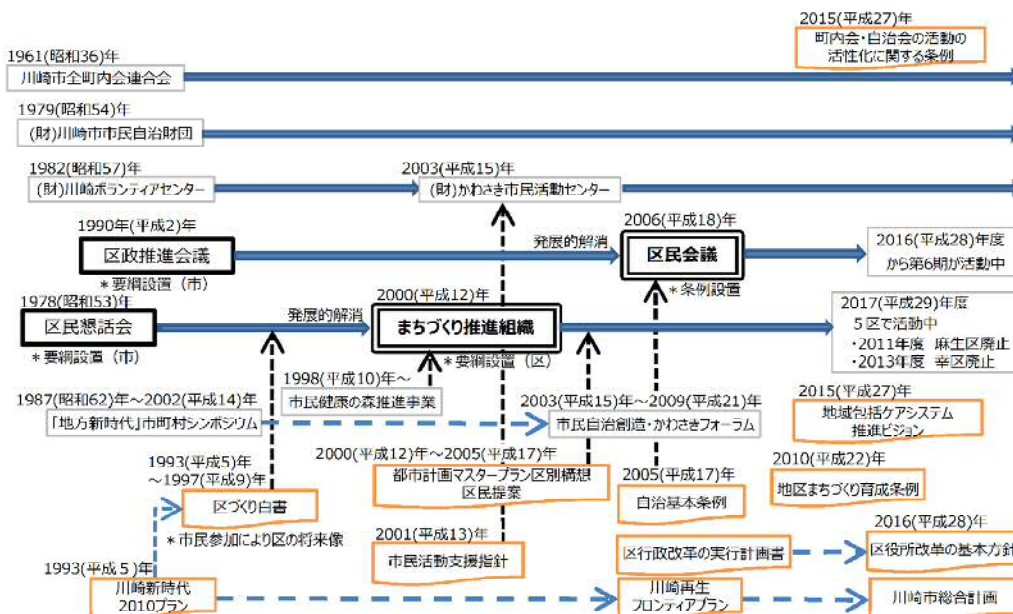 2015(平成27)年
町内会・自治会の活動の
活性化に関する条例
1961(昭和36)年
川崎市全町内会連合会
1979(昭和54)年
(財)川崎市市民自治財団
1982(昭和57)年
(財)川崎ボランティアセンター
2003(平成15)年
(財)かわさき市民活動センター
1990年(平成2)年
区政推進会議
*要綱設置（市）
発展的解消
2006(平成18)年
区民会議
*条例設置
2016(平成28)年度
から第6期が活動中
1978(昭和53)年
区民懇話会
*要綱設置（市）
発展的解消
2000(平成12)年
まちづくり推進組織
*要綱設置（区）
2017(平成29)年度
5区で活動中
・2011年度 麻生区廃止
・2013年度 幸区廃止
1998(平成10)年～
市民健康の森推進事業
1987(昭和62)年～2002(平成14)年
「地方新時代」市町村シンポジウム
2003(平成15)年～2009(平成21)年
市民自治創造・かわさきフォーラム
2015(平成27)年
地域包括ケアシステム
推進ビジョン
1993(平成5)年
～1997(平成9)年
区づくり白書
*市民参加により区の将来像
2000(平成12)年～2005(平成17)年
都市計画マスタープラン区別構想
区民提案
2005(平成17)年
自治基本条例
2010(平成22)年
地区まちづくり育成条例
2001(平成13)年
市民活動支援指針
区行政改革の実行計画書
2016(平成28)年
区役所改革の基本方針
1993(平成5)年
川崎新時代
2010プラン
川崎再生
フロンティアプラン
川崎市総合計画